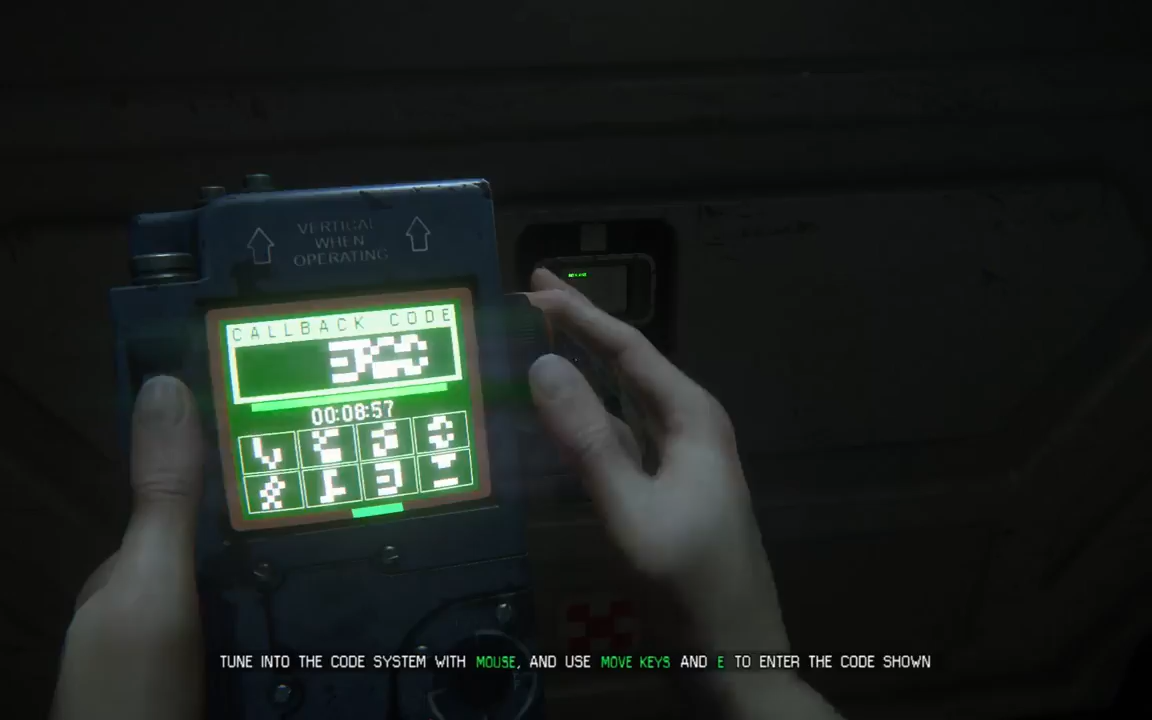 VERTICAL
WHEN
OPERATING
CALLBACK CODE
00:08:57
TUNE INTO THE CODE SYSTEM WITH MOUSE, AND USE MOVE KEYS AND E TO ENTER THE CODE SHOWN